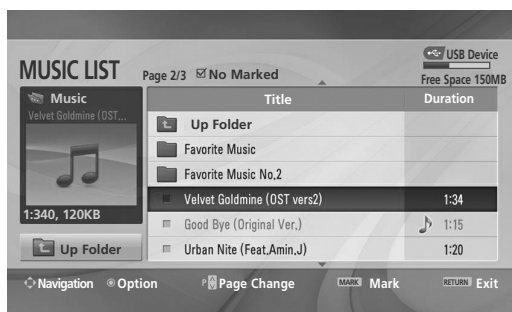 USB Device
MUSIC LIST
Page 2/3 No Marked
Free Space 150MB
Music
Velvet Goldmine (OST...
1:340, 120KB
Up Folder
Title Duration
Up Folder
Favorite Music
Favorite Music No.2
Velvet Goldmine (OST vers2) 1:34
Good Bye (Original Ver.) 1:15
Urban Nite (Feat.Amin.J) 1:20
Navigation Option P Page Change MARK Mark RETURN Exit